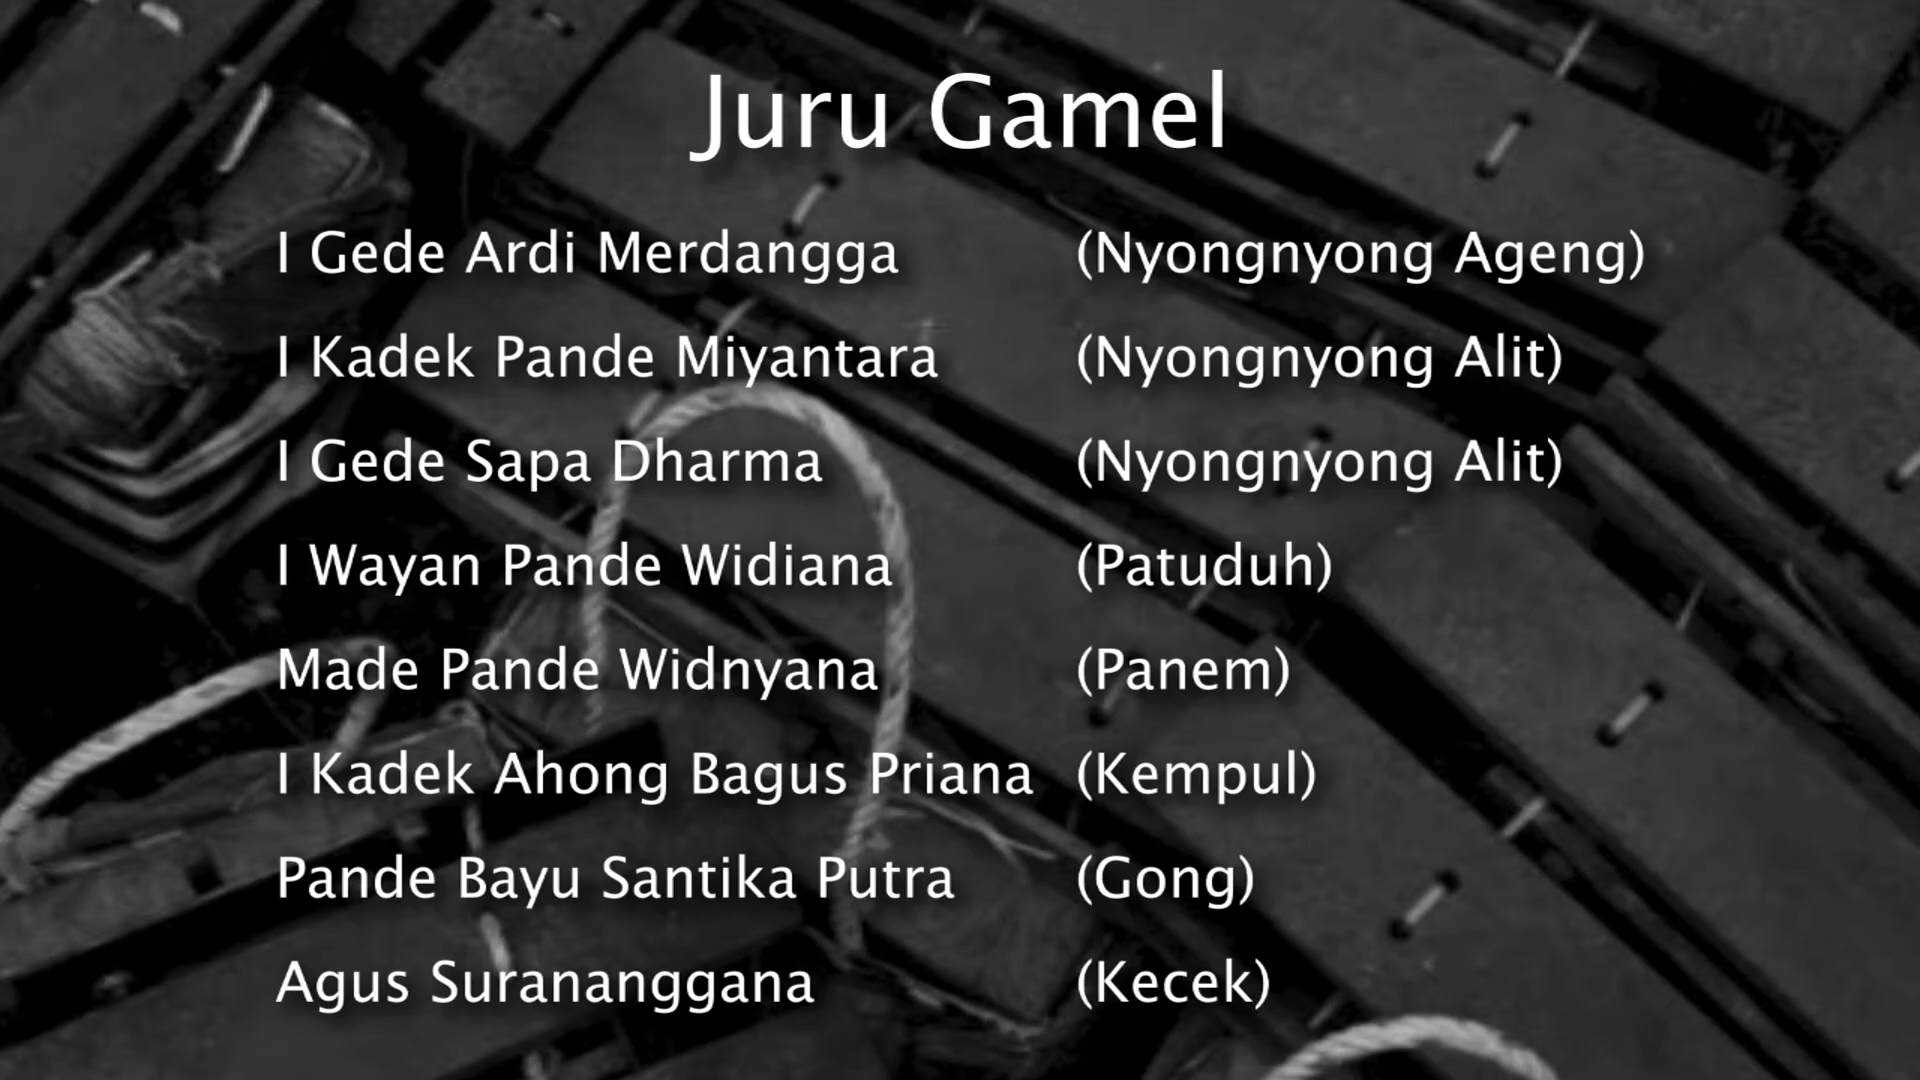 Juru Gamel
I Gede Ardi Merdangga (Nyongnyong Ageng)
I Kadek Pande Miyantara (Nyongnyong Alit)
I Gede Sapa Dharma (Nyongnyong Alit)
I Wayan Pande Widiana (Patuduh)
Made Pande Widnyana (Panem)
I Kadek Ahong Bagus Priana (Kempul)
Pande Bayu Santika Putra (Gong)
Agus Surananggana (Kecek)